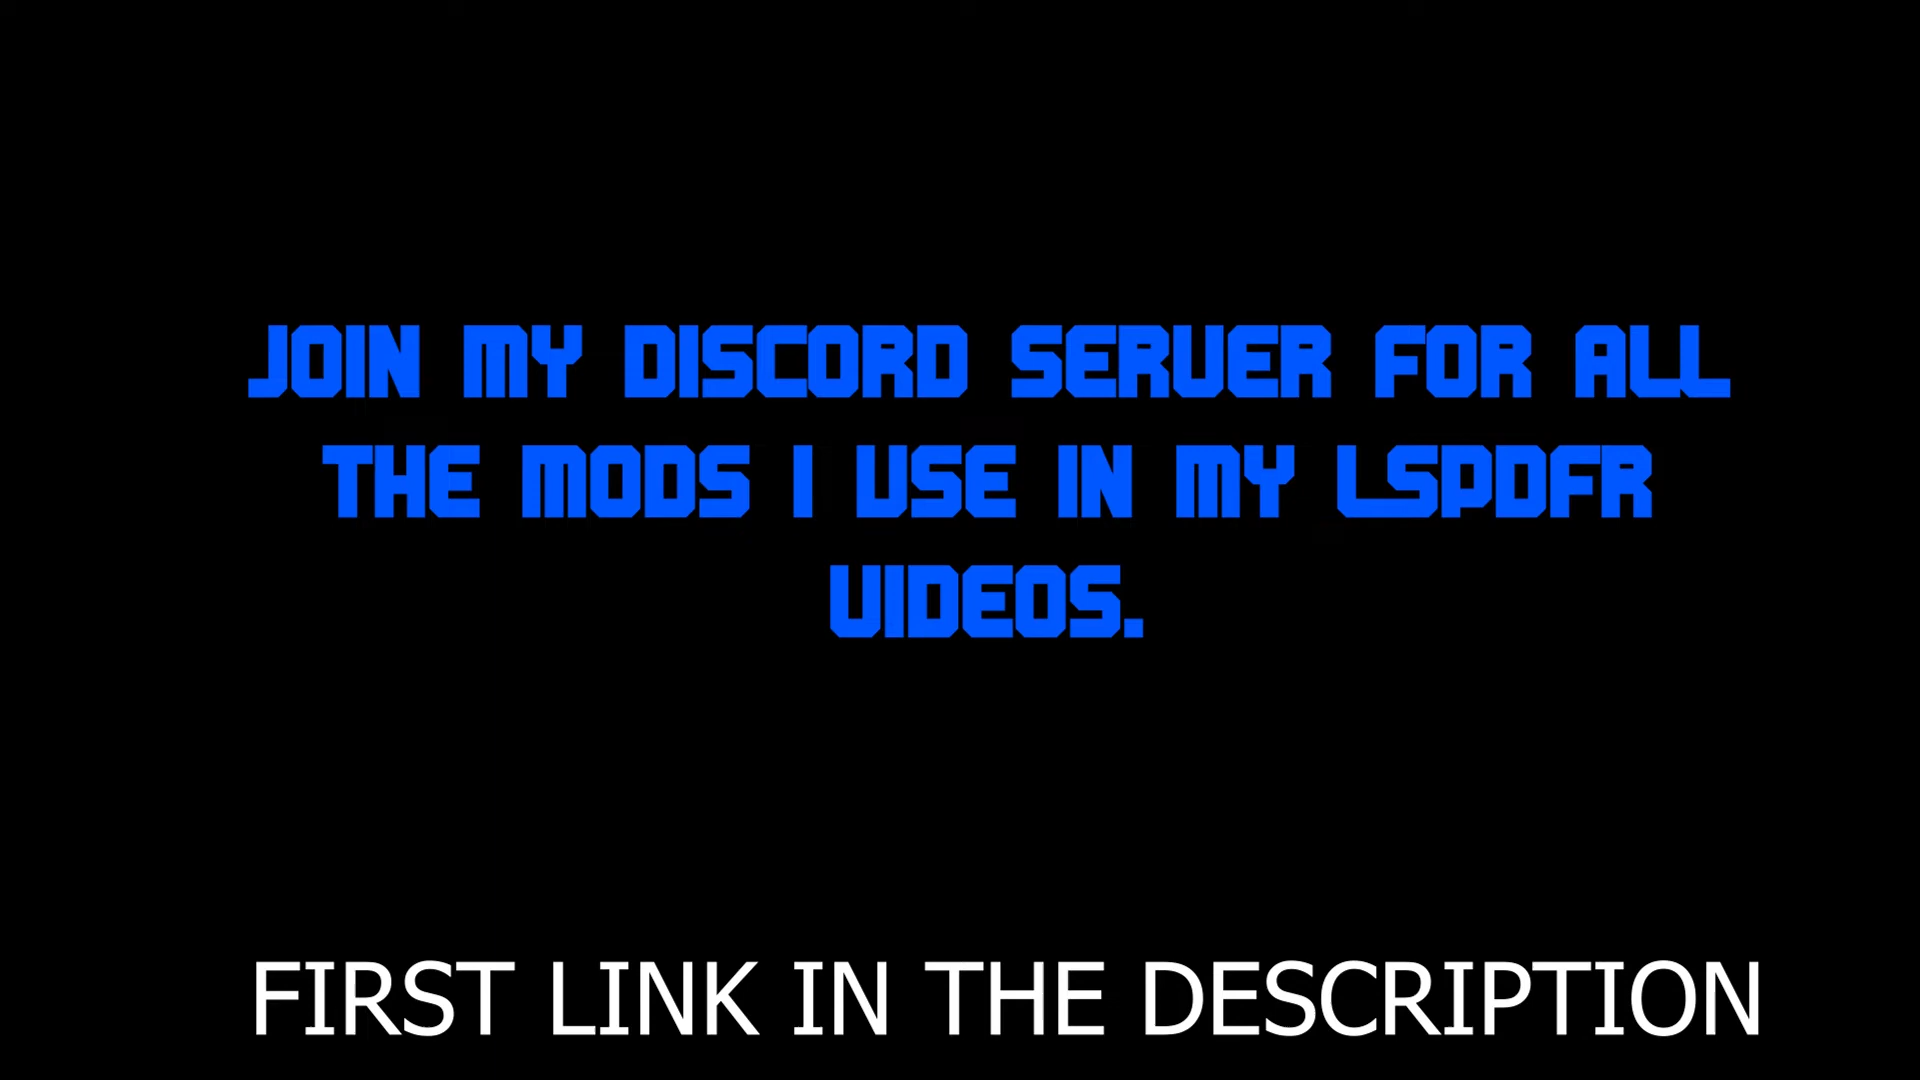 JOIN MY DISCORD SERVER FOR ALL
THE MODS I USE IN MY LSPDFR
VIDEOS.
FIRST LINK IN THE DESCRIPTION